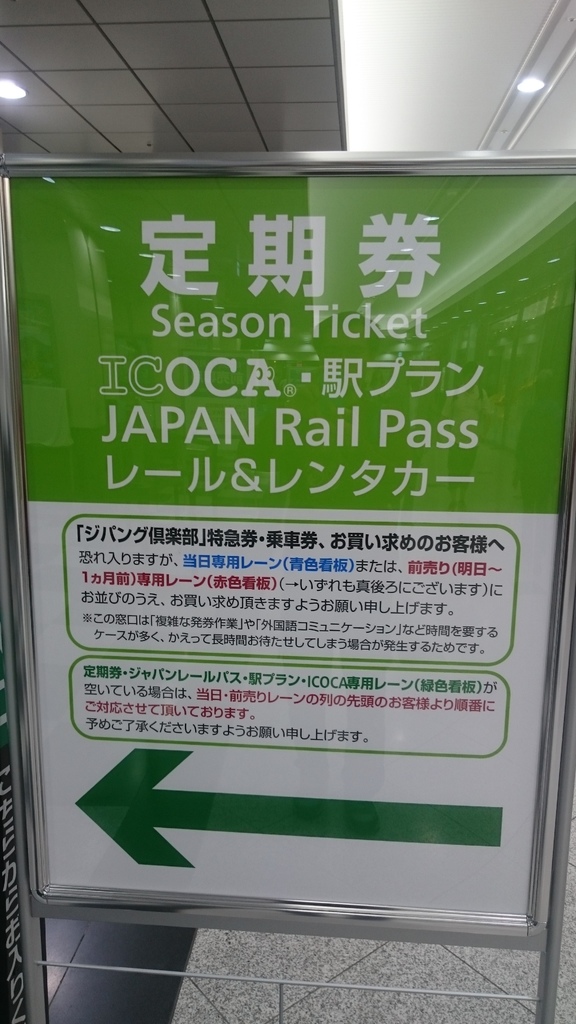 定期券
Season Ticket
ICOCA®・駅プラン
JAPAN Rail Pass
レール&レンタカー
「ジパング倶楽部」特急券・乗車券、お買い求めのお客様へ
恐れ入りますが、当日専用レーン(青色看板)または、前売り(明日〜
1ヵ月前)専用レーン(赤色看板)(→いずれも真後ろにございます)に
お並びのうえ、お買い求め頂きますようお願い申し上げます。
※この窓口は「複雑な発券作業」や「外国語コミュニケーション」など時間を要する
ケースが多く、かえって長時間お待たせしてしまう場合が発生するためです。
定期券・ジャパンレールパス・駅プラン・ICOCA専用レーン(緑色看板)が
空いている場合は、当日・前売りレーンの列の先頭のお客様より順番に
ご対応させて頂いております。
予めご了承くださいますようお願い申し上げます。